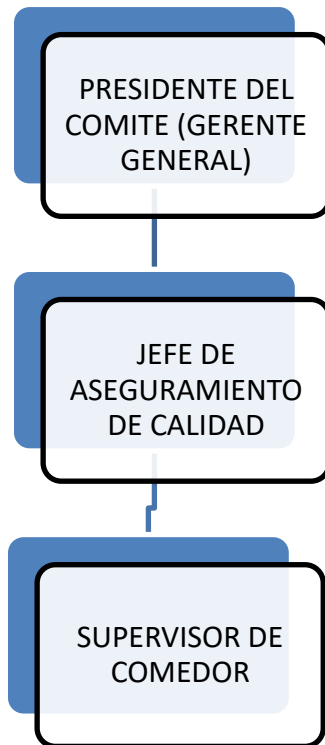 PRESIDENTE DEL
COMITE (GERENTE
GENERAL)
JEFE DE
ASEGURAMIENTO
DE CALIDAD
SUPERVISOR DE
COMEDOR